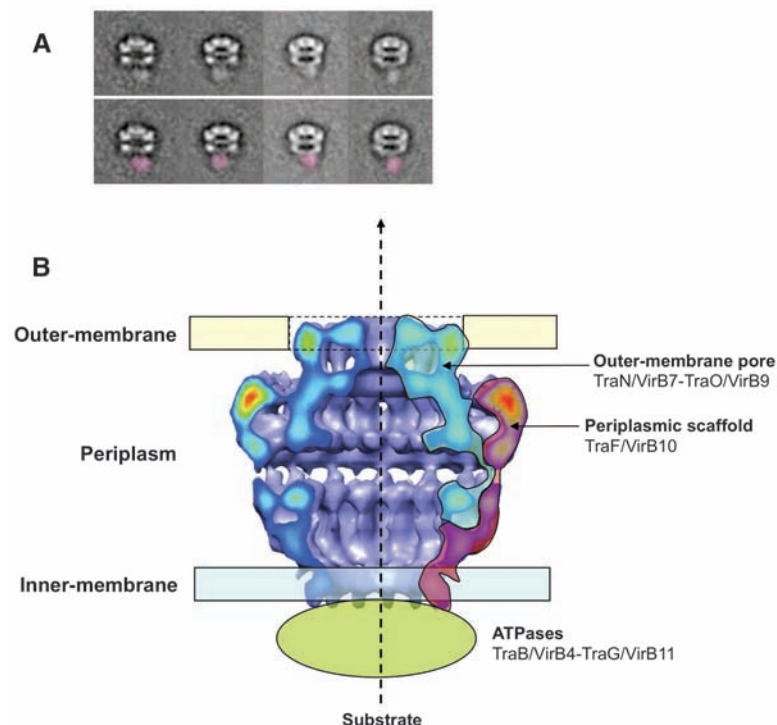 A
B
Outer-membrane
Outer-membrane pore
TraN/VirB7-TraO/VirB9
Periplasmic scaffold
TraF/VirB10
Periplasm
Inner-membrane
ATPases
TraB/VirB4-TraG/VirB11
Substrate